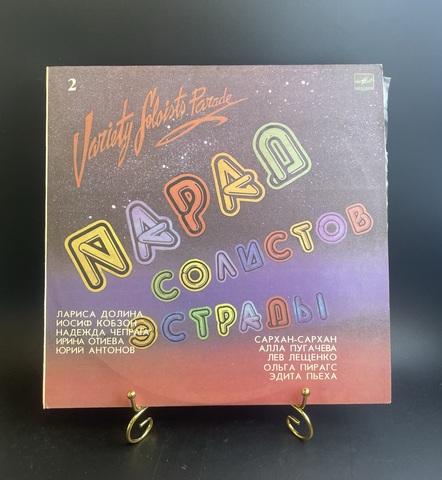 2
Variety Soloists Parade
ПАРАД
СОЛИСТОВ
ЭСТРАДЫ
ЛАРИСА ДОЛИНА
ИОСИФ КОБЗОН
НАДЕЖДА ЧЕПРАГА
ИРИНА ОТИЕВА
ЮРИЙ АНТОНОВ
САРХАН-САРХАН
АЛЛА ПУГАЧЕВА
ЛЕВ ЛЕЩЕНКО
ОЛЬГА ПИРАГС
ЭДИТА ПЬЕХА